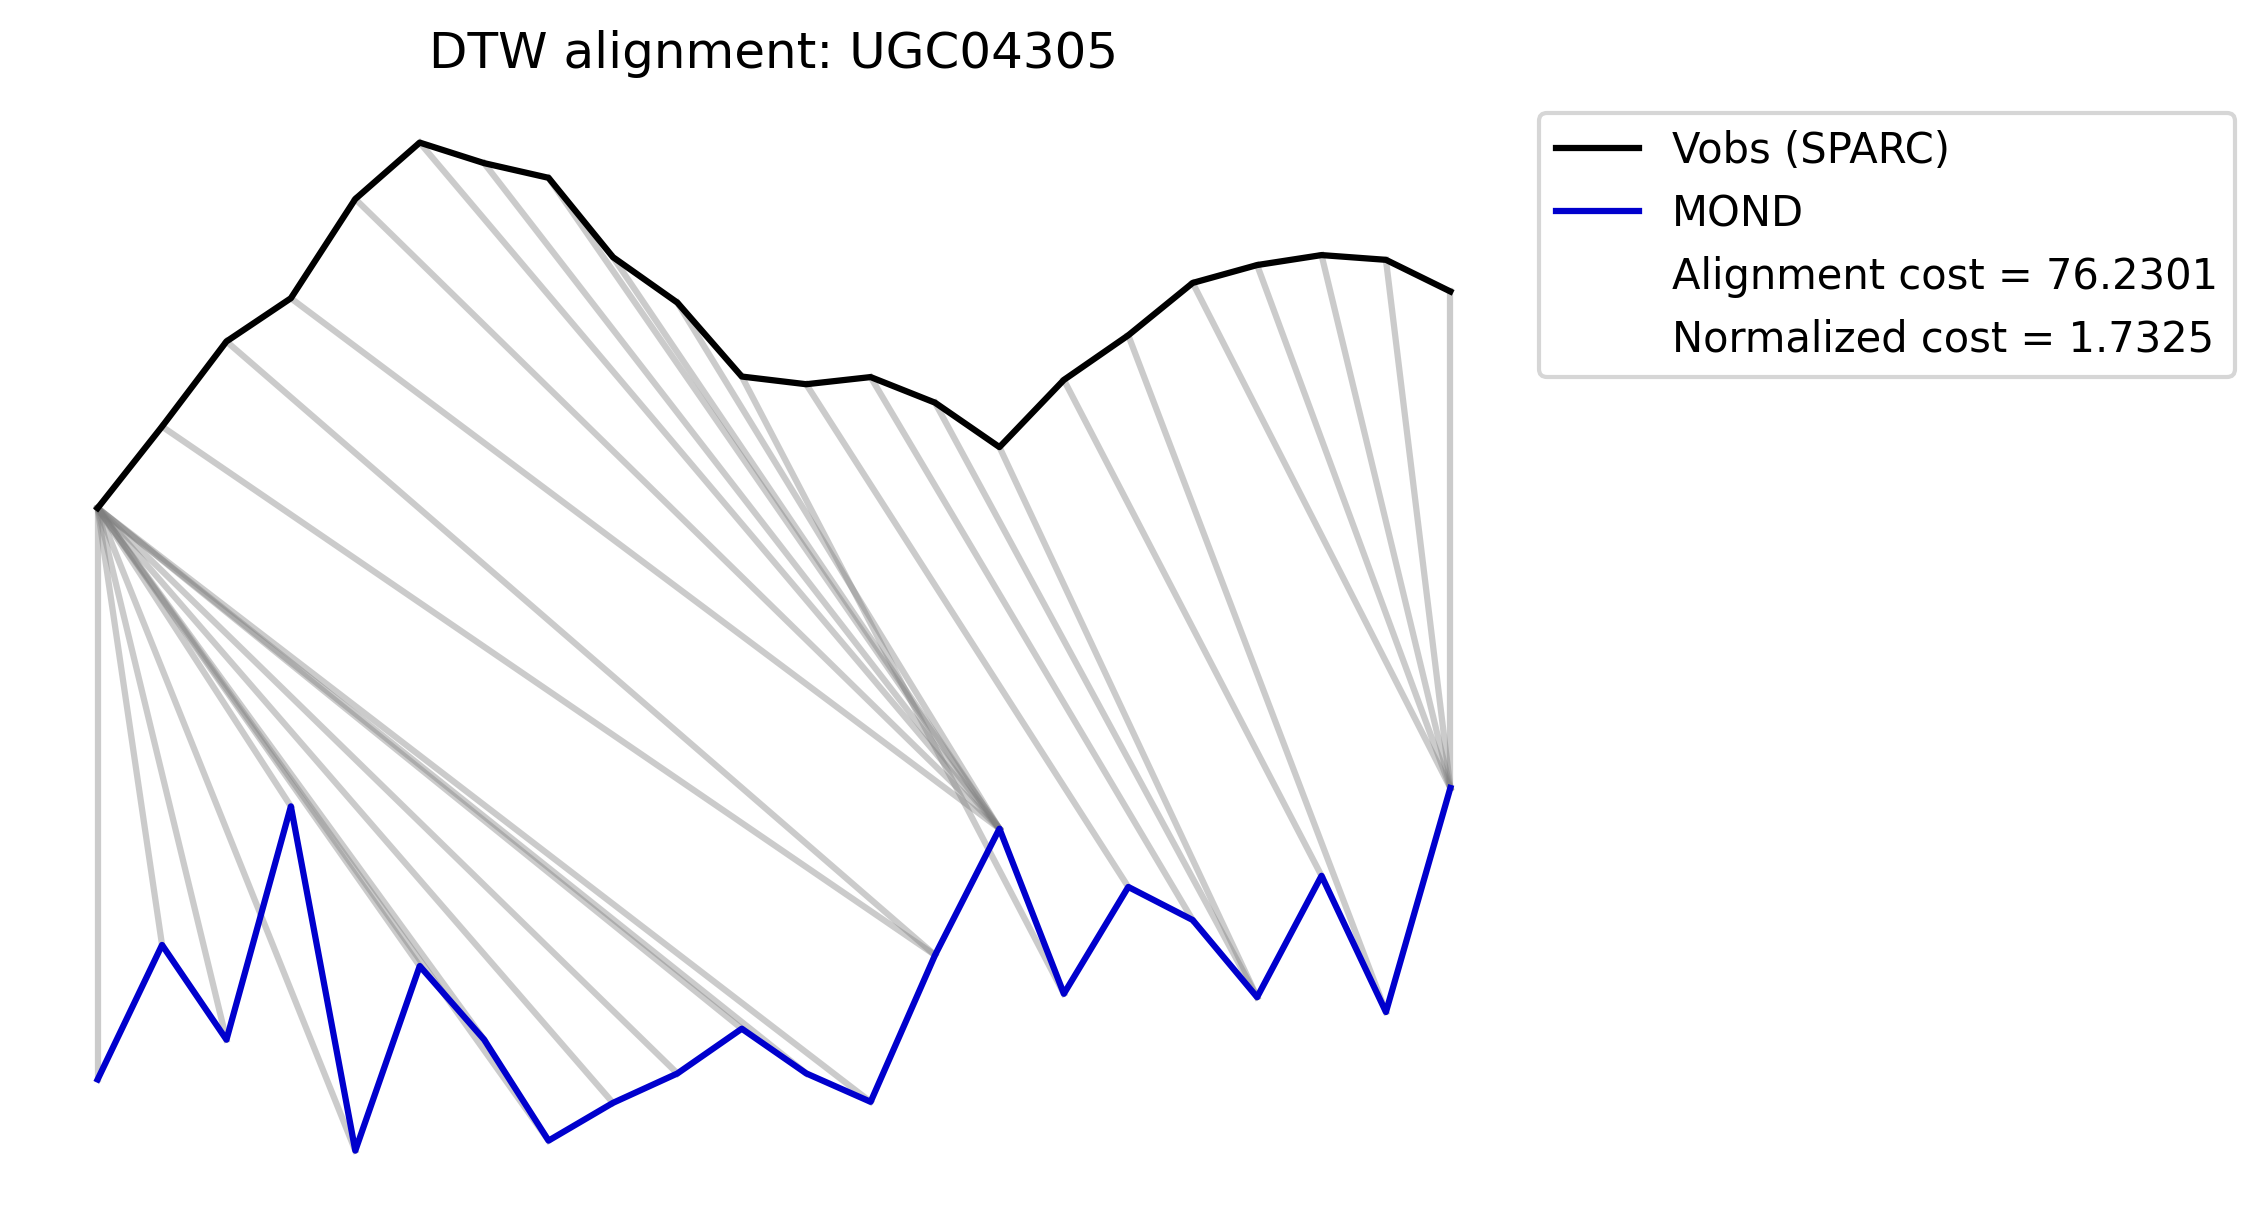 DTW alignment: UGC04305
Vobs (SPARC)
MOND
Alignment cost = 76.2301
Normalized cost = 1.7325